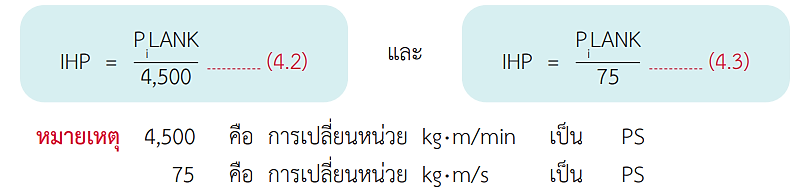 IHP = PiLANK / 4,500 .......... (4.2) และ IHP = PiLANK / 75 .......... (4.3)
หมายเหตุ 4,500 คือ การเปลี่ยนหน่วย kg·m/min เป็น PS
75 คือ การเปลี่ยนหน่วย kg·m/s เป็น PS